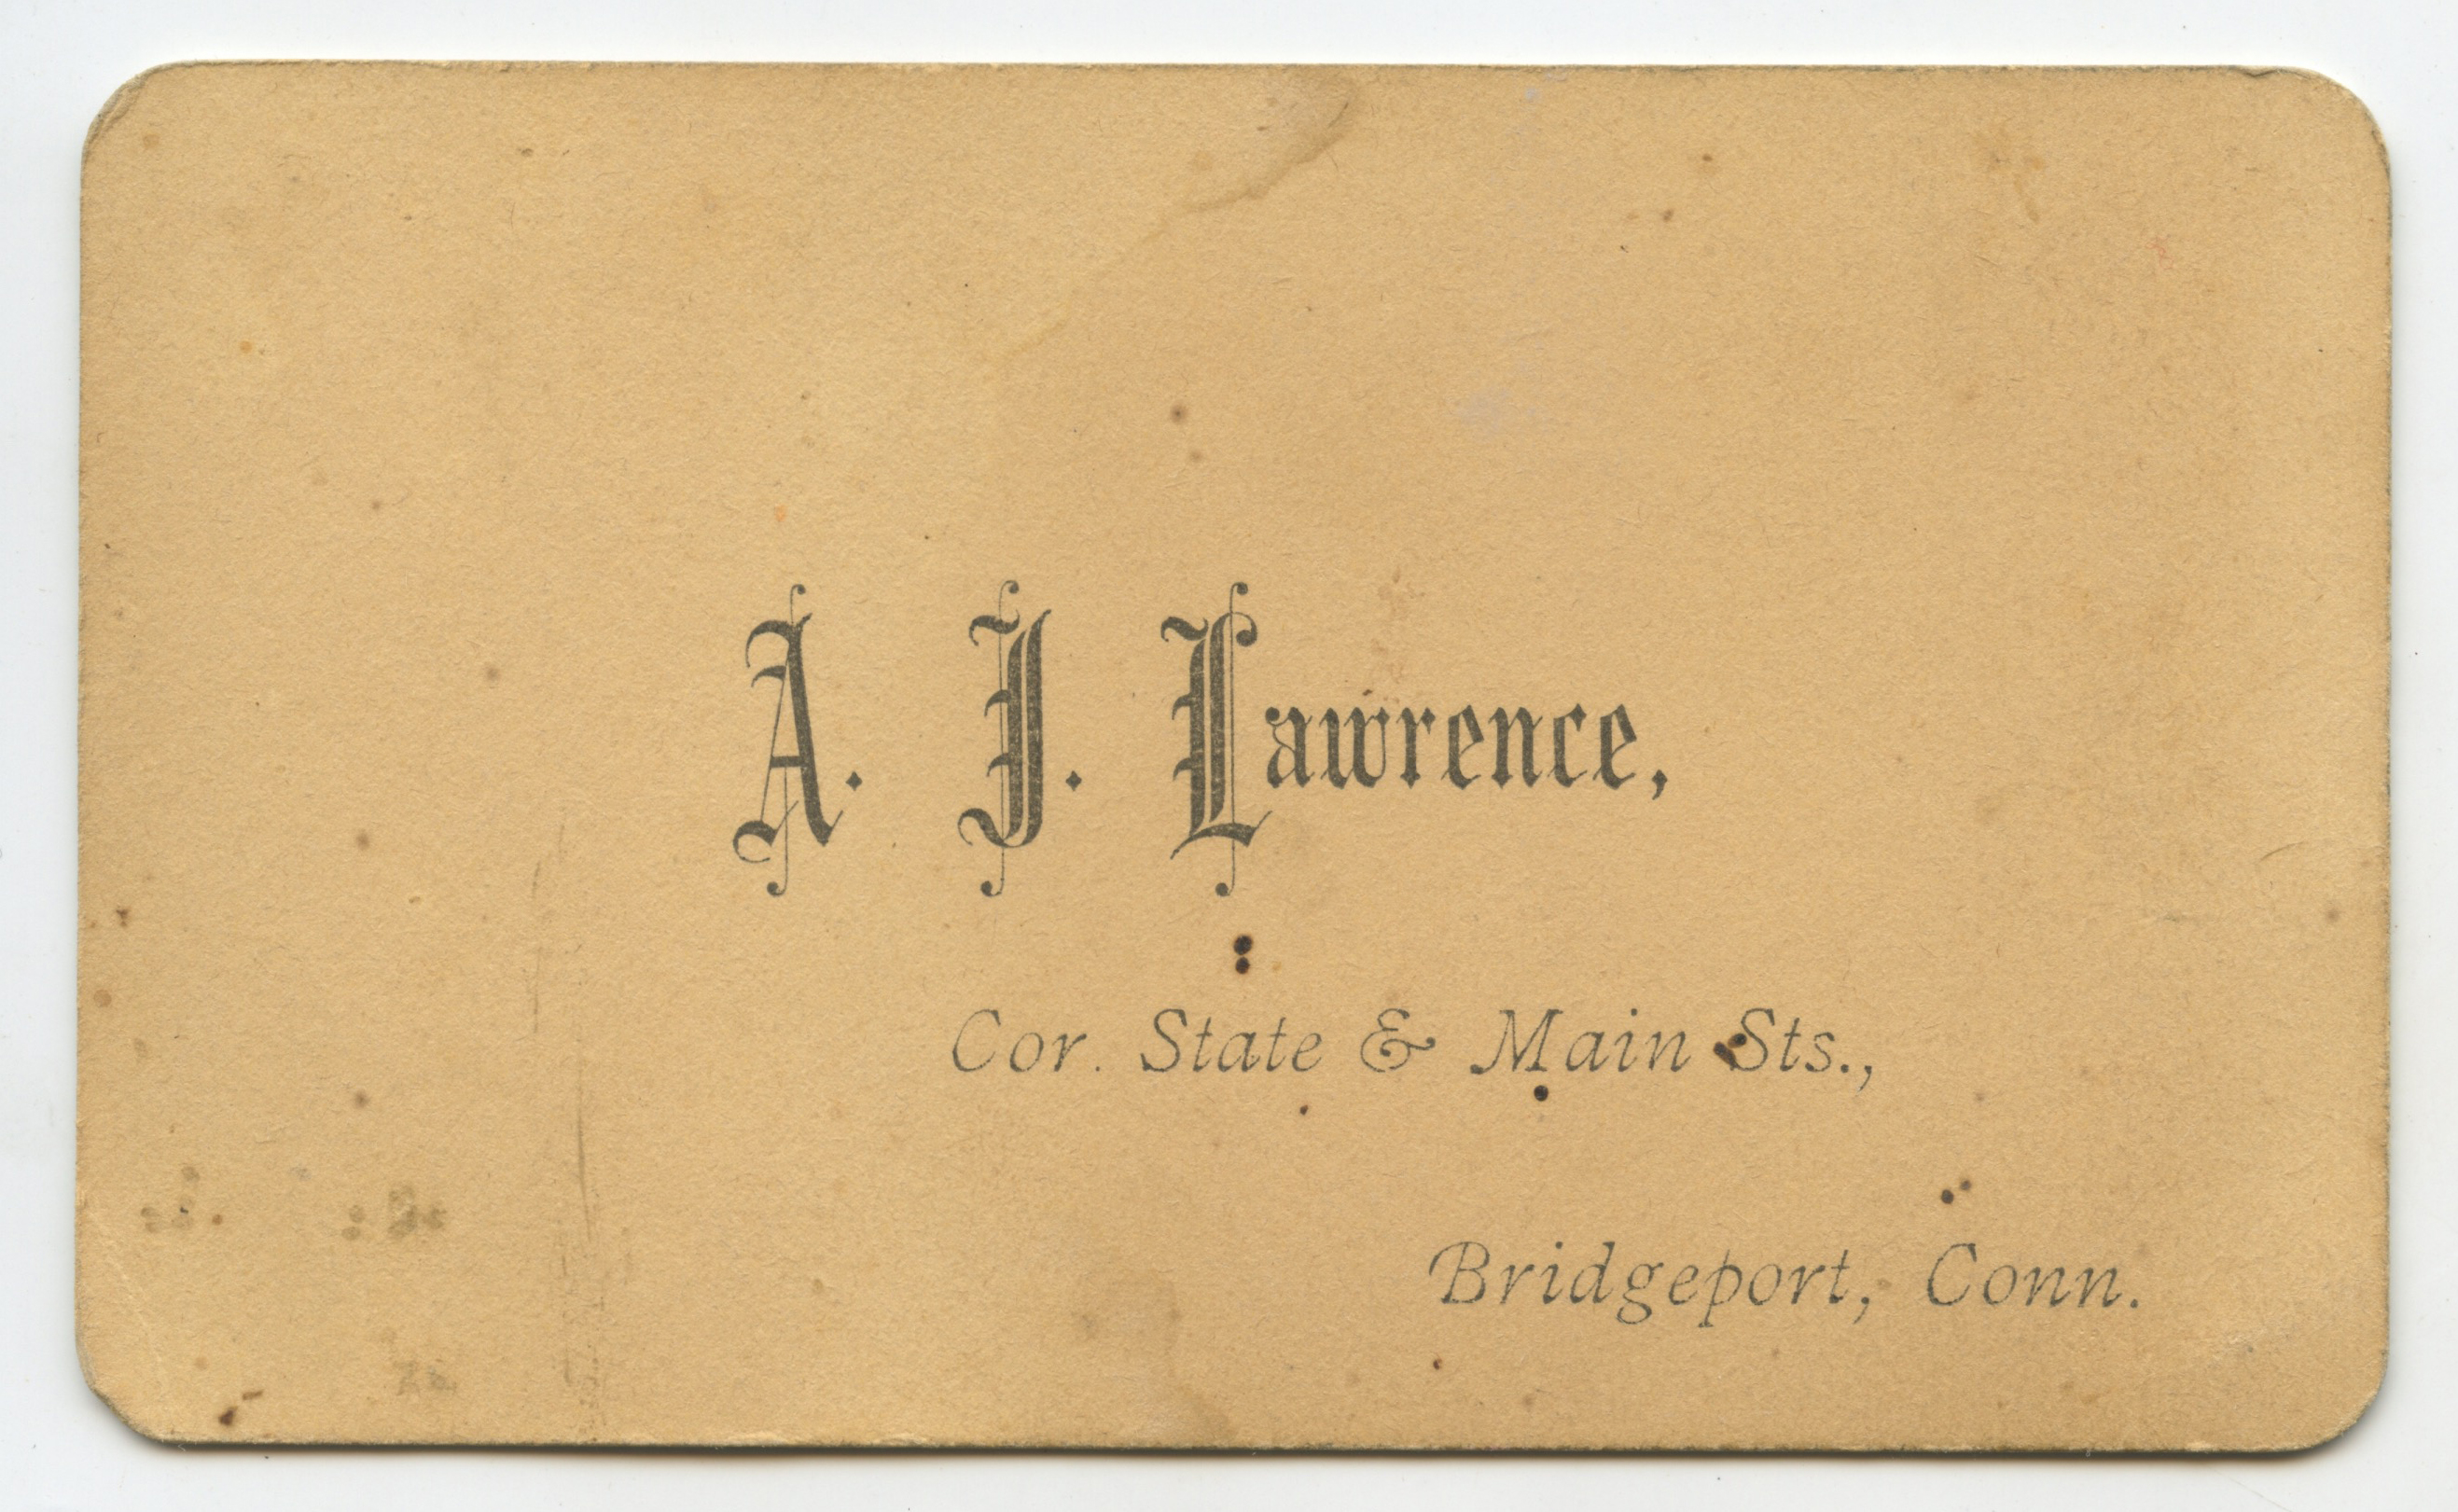 A. J. Lawrence,
Cor. State & Main Sts.,
Bridgeport, Conn.